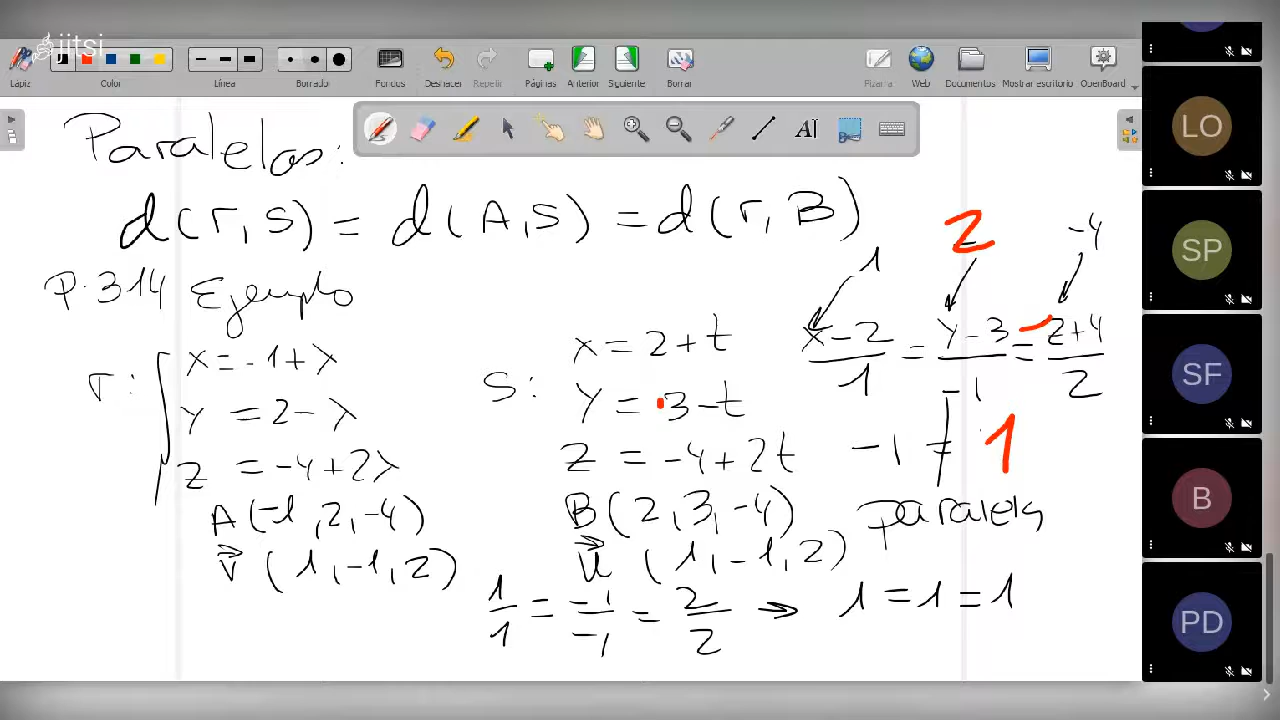 jitsi
Lápiz Color Línea Borrado Fondos Deshacer Repetir Páginas Anterior Siguiente Borrar Pizarra Web Documentos Mostrar escritorio OpenBoard
Paralelos:
d(r, s) = d(A, s) = d(r, B)
1 2 -4
P. 314 Ejemplo
r: x = -1 + λ
y = 2 - λ
z = -4 + 2λ
A(-1, 2, -4)
v (1, -1, 2)
s: x = 2 + t
y = 3 - t
z = -4 + 2t
B(2, 3, -4)
u (1, -1, 2)
x-2/1 = y-3/-1 = z+4/2
-1 ≠ 1
paralela
1/1 = -1/-1 = 2/2 → 1 = 1 = 1
LO
SP
SF
B
PD